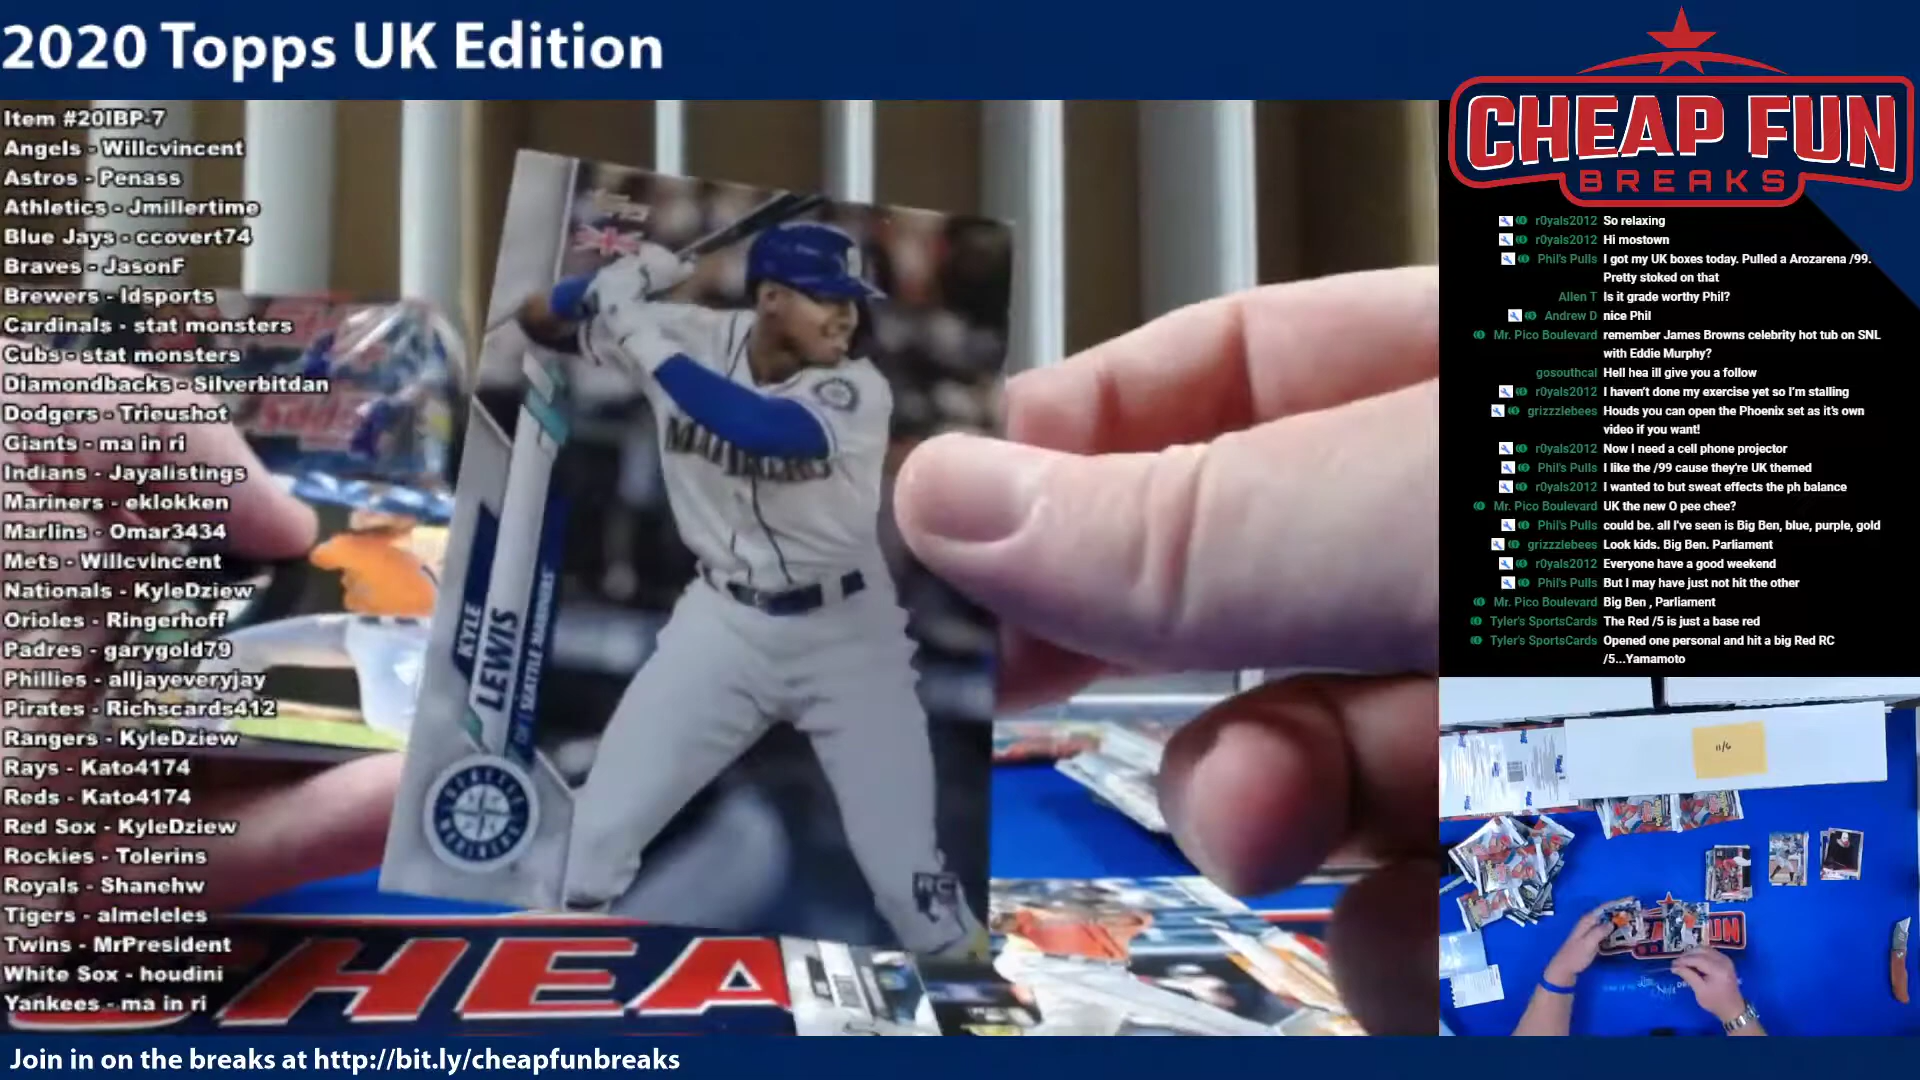 2020 Topps UK Edition
CHEAP FUN
BREAKS
Item #20IBP-7
Angels - Willcvincent
Astros - Penass
Athletics - Jmillertime
Blue Jays - ccovert74
Braves - JasonF
Brewers - ldsports
Cardinals - stat monsters
Cubs - stat monsters
Diamondbacks - Silverbitdan
Dodgers - Trieushot
Giants - ma in ri
Indians - Jayalistings
Mariners - eklokken
Marlins - Omar3434
Mets - Willcvincent
Nationals - KyleDziew
Orioles - Ringerhoff
Padres - garygold79
Phillies - alljayeveryjay
Pirates - Richscards412
Rangers - KyleDziew
Rays - Kato4174
Reds - Kato4174
Red Sox - KyleDziew
Rockies - Tolerins
Royals - Shanehw
Tigers - almeleles
Twins - MrPresident
White Sox - houdini
Yankees - ma in ri
MARINERS
KYLE
LEWIS
OF | SEATTLE MARINERS
SEATTLE
MARINERS
RC
CHEA
r0yals2012 So relaxing
r0yals2012 Hi mostown
Phil's Pulls I got my UK boxes today. Pulled a Arozarena /99.
Pretty stoked on that
Allen T Is it grade worthy Phil?
Andrew D nice Phil
Mr. Pico Boulevard remember James Browns celebrity hot tub on SNL
with Eddie Murphy?
gosouthcal Hell hea ill give you a follow
r0yals2012 I haven't done my exercise yet so I'm stalling
grizzzlebees Houds you can open the Phoenix set as it's own
video if you want!
r0yals2012 Now I need a cell phone projector
Phil's Pulls I like the /99 cause they're UK themed
r0yals2012 I wanted to but sweat effects the ph balance
Mr. Pico Boulevard UK the new O pee chee?
Phil's Pulls could be. all I've seen is Big Ben, blue, purple, gold
grizzzlebees Look kids. Big Ben. Parliament
r0yals2012 Everyone have a good weekend
Phil's Pulls But I may have just not hit the other
Mr. Pico Boulevard Big Ben , Parliament
Tyler's SportsCards The Red /5 is just a base red
Tyler's SportsCards Opened one personal and hit a big Red RC
/5...Yamamoto
11/6
UN
Join in on the breaks at http://bit.ly/cheapfunbreaks